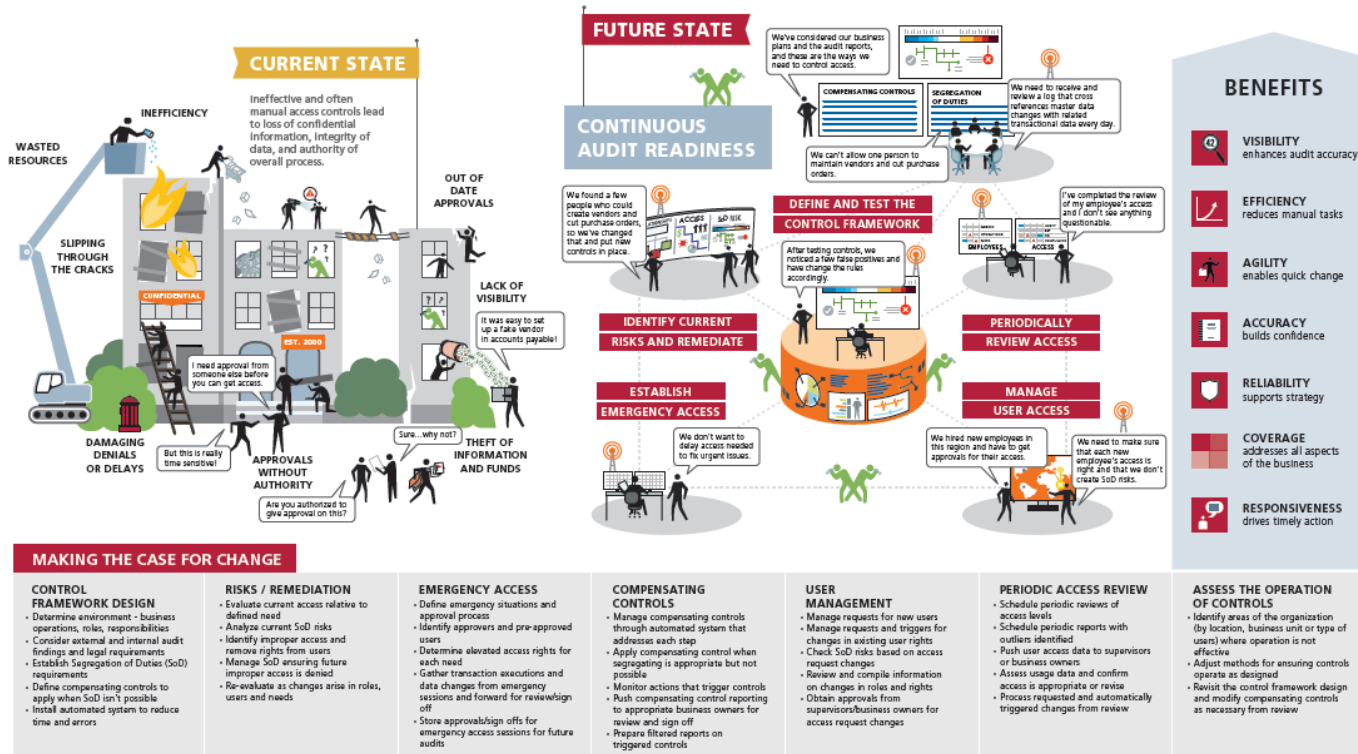 CURRENT STATE
Ineffective and often
manual access controls lead
to loss of confidential
information, integrity of
data, and authority of
overall process.
INEFFICIENCY
WASTED
RESOURCES
OUT OF
DATE
APPROVALS
SLIPPING
THROUGH
THE CRACKS
CONFIDENTIAL
LACK OF
VISIBILITY
It was easy to set
up a fake vendor
in accounts payable!
EST. 2000
I need approval from
someone else before
you can get access.
DAMAGING
DENIALS
OR DELAYS
But this is really
time sensitive!
APPROVALS
WITHOUT
AUTHORITY
Sure...why not?
THEFT OF
INFORMATION
AND FUNDS
Are you authorized to
give approval on this?
FUTURE STATE
CONTINUOUS
AUDIT READINESS
We've considered our business
plans and the audit reports,
and these are the ways we
need to control access.
COMPENSATING CONTROLS
SEGREGATION
OF DUTIES
We need to receive and
review a log that cross
references master data
changes with related
transactional data every day.
We can't allow one person to
maintain vendors and cut purchase
orders.
DEFINE AND TEST THE
CONTROL FRAMEWORK
We found a few
people who could
create vendors and
cut purchase orders,
so we've changed
that and put new
controls in place.
ACCESS
SoD RISK
I've completed the review
of my employee's access
and I don't see anything
questionable.
EMPLOYEES
ACCESS
After testing controls, we
noticed a few false positives and
have change the rules
accordingly.
IDENTIFY CURRENT
RISKS AND REMEDIATE
PERIODICALLY
REVIEW ACCESS
ESTABLISH
EMERGENCY ACCESS
MANAGE
USER ACCESS
We don't want to
delay access needed
to fix urgent issues.
We hired new employees in
this region and have to get
approvals for their access.
We need to make sure
that each new
employee's access is
right and that we don't
create SoD risks.
BENEFITS
42
VISIBILITY
enhances audit accuracy
EFFICIENCY
reduces manual tasks
AGILITY
enables quick change
ACCURACY
builds confidence
RELIABILITY
supports strategy
COVERAGE
addresses all aspects
of the business
RESPONSIVENESS
drives timely action
MAKING THE CASE FOR CHANGE
CONTROL
FRAMEWORK DESIGN
• Determine environment - business
operations, roles, responsibilities
• Consider external and internal audit
findings and legal requirements
• Establish Segregation of Duties (SoD)
requirements
• Define compensating controls to
apply when SoD isn't possible
• Install automated system to reduce
time and errors
RISKS / REMEDIATION
• Evaluate current access relative to
defined need
• Analyze current SoD risks
• Identify improper access and
remove rights from users
• Manage SoD ensuring future
improper access is denied
• Re-evaluate as changes arise in roles,
users and needs
EMERGENCY ACCESS
• Define emergency situations and
approval process
• Identify approvers and pre-approved
users
• Determine elevated access rights for
each need
• Gather transaction executions and
data changes from emergency
sessions and forward for review/sign
off
• Store approvals/sign offs for
emergency access sessions for future
audits
COMPENSATING
CONTROLS
• Manage compensating controls
through automated system that
addresses each step
• Apply compensating control when
segregating is appropriate but not
possible
• Monitor actions that trigger controls
• Push compensating control reporting
to appropriate business owners for
review and sign off
• Prepare filtered reports on
triggered controls
USER
MANAGEMENT
• Manage requests for new users
• Manage requests and triggers for
changes in existing user rights
• Check SoD risks based on access
request changes
• Review and compile information
on changes in roles and rights
• Obtain approvals from
supervisors/business owners for
access request changes
PERIODIC ACCESS REVIEW
• Schedule periodic reviews of
access levels
• Schedule periodic reports with
outliers identified
• Push user access data to supervisors
or business owners
• Assess usage data and confirm
access is appropriate or revise
• Process requested and automatically
triggered changes from review
ASSESS THE OPERATION
OF CONTROLS
• Identify areas of the organization
(by location, business unit or type of
users) where operation is not
effective
• Adjust methods for ensuring controls
operate as designed
• Revisit the control framework design
and modify compensating controls
as necessary from review